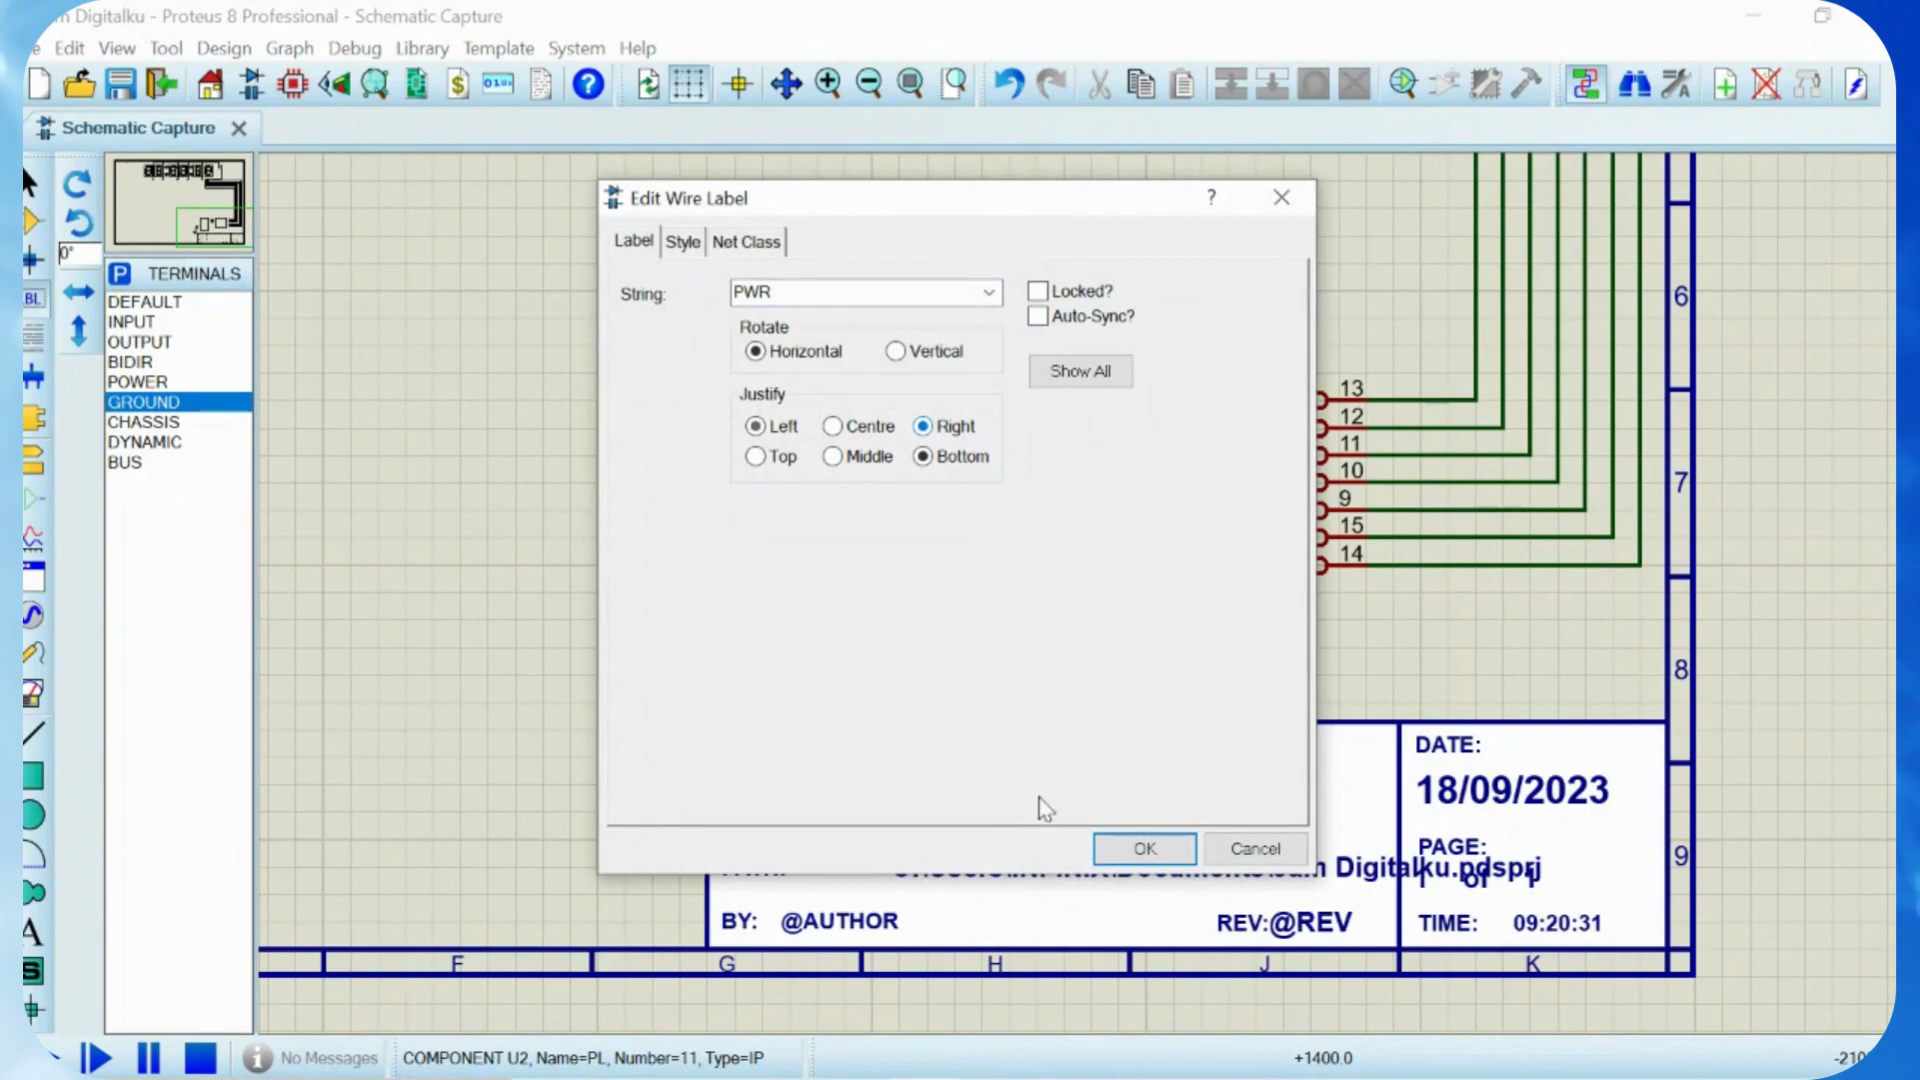 m Digitalku - Proteus 8 Professional - Schematic Capture
Edit View Tool Design Graph Debug Library Template System Help
Schematic Capture
0°
TERMINALS
DEFAULT
INPUT
OUTPUT
BIDIR
POWER
GROUND
CHASSIS
DYNAMIC
BUS
Edit Wire Label
?
Label Style Net Class
String: PWR
Locked?
Auto-Sync?
Rotate
Horizontal Vertical
Show All
Justify
Left Centre Right
Top Middle Bottom
OK Cancel
13
12
11
10
9
15
14
6
7
8
9
DATE:
18/09/2023
PAGE:
m Digitalku.pdsprj
of
BY: @AUTHOR
REV:@REV
TIME: 09:20:31
F G H J K
No Messages
COMPONENT U2, Name=PL, Number=11, Type=IP
+1400.0